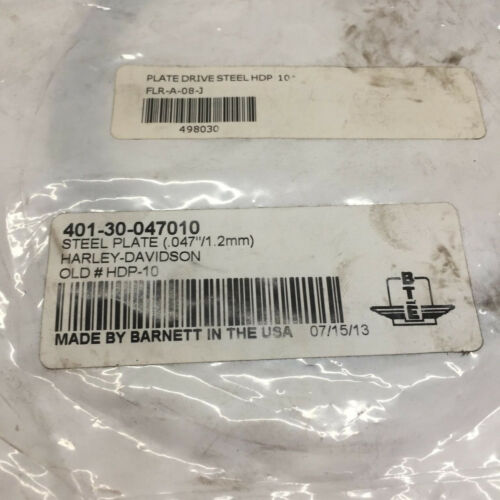 PLATE DRIVE STEEL HDP 10
FLR-A-08-J
498030
401-30-047010
STEEL PLATE (.047"/1.2mm)
HARLEY-DAVIDSON
OLD # HDP-10
MADE BY BARNETT IN THE USA 07/15/13
BTE